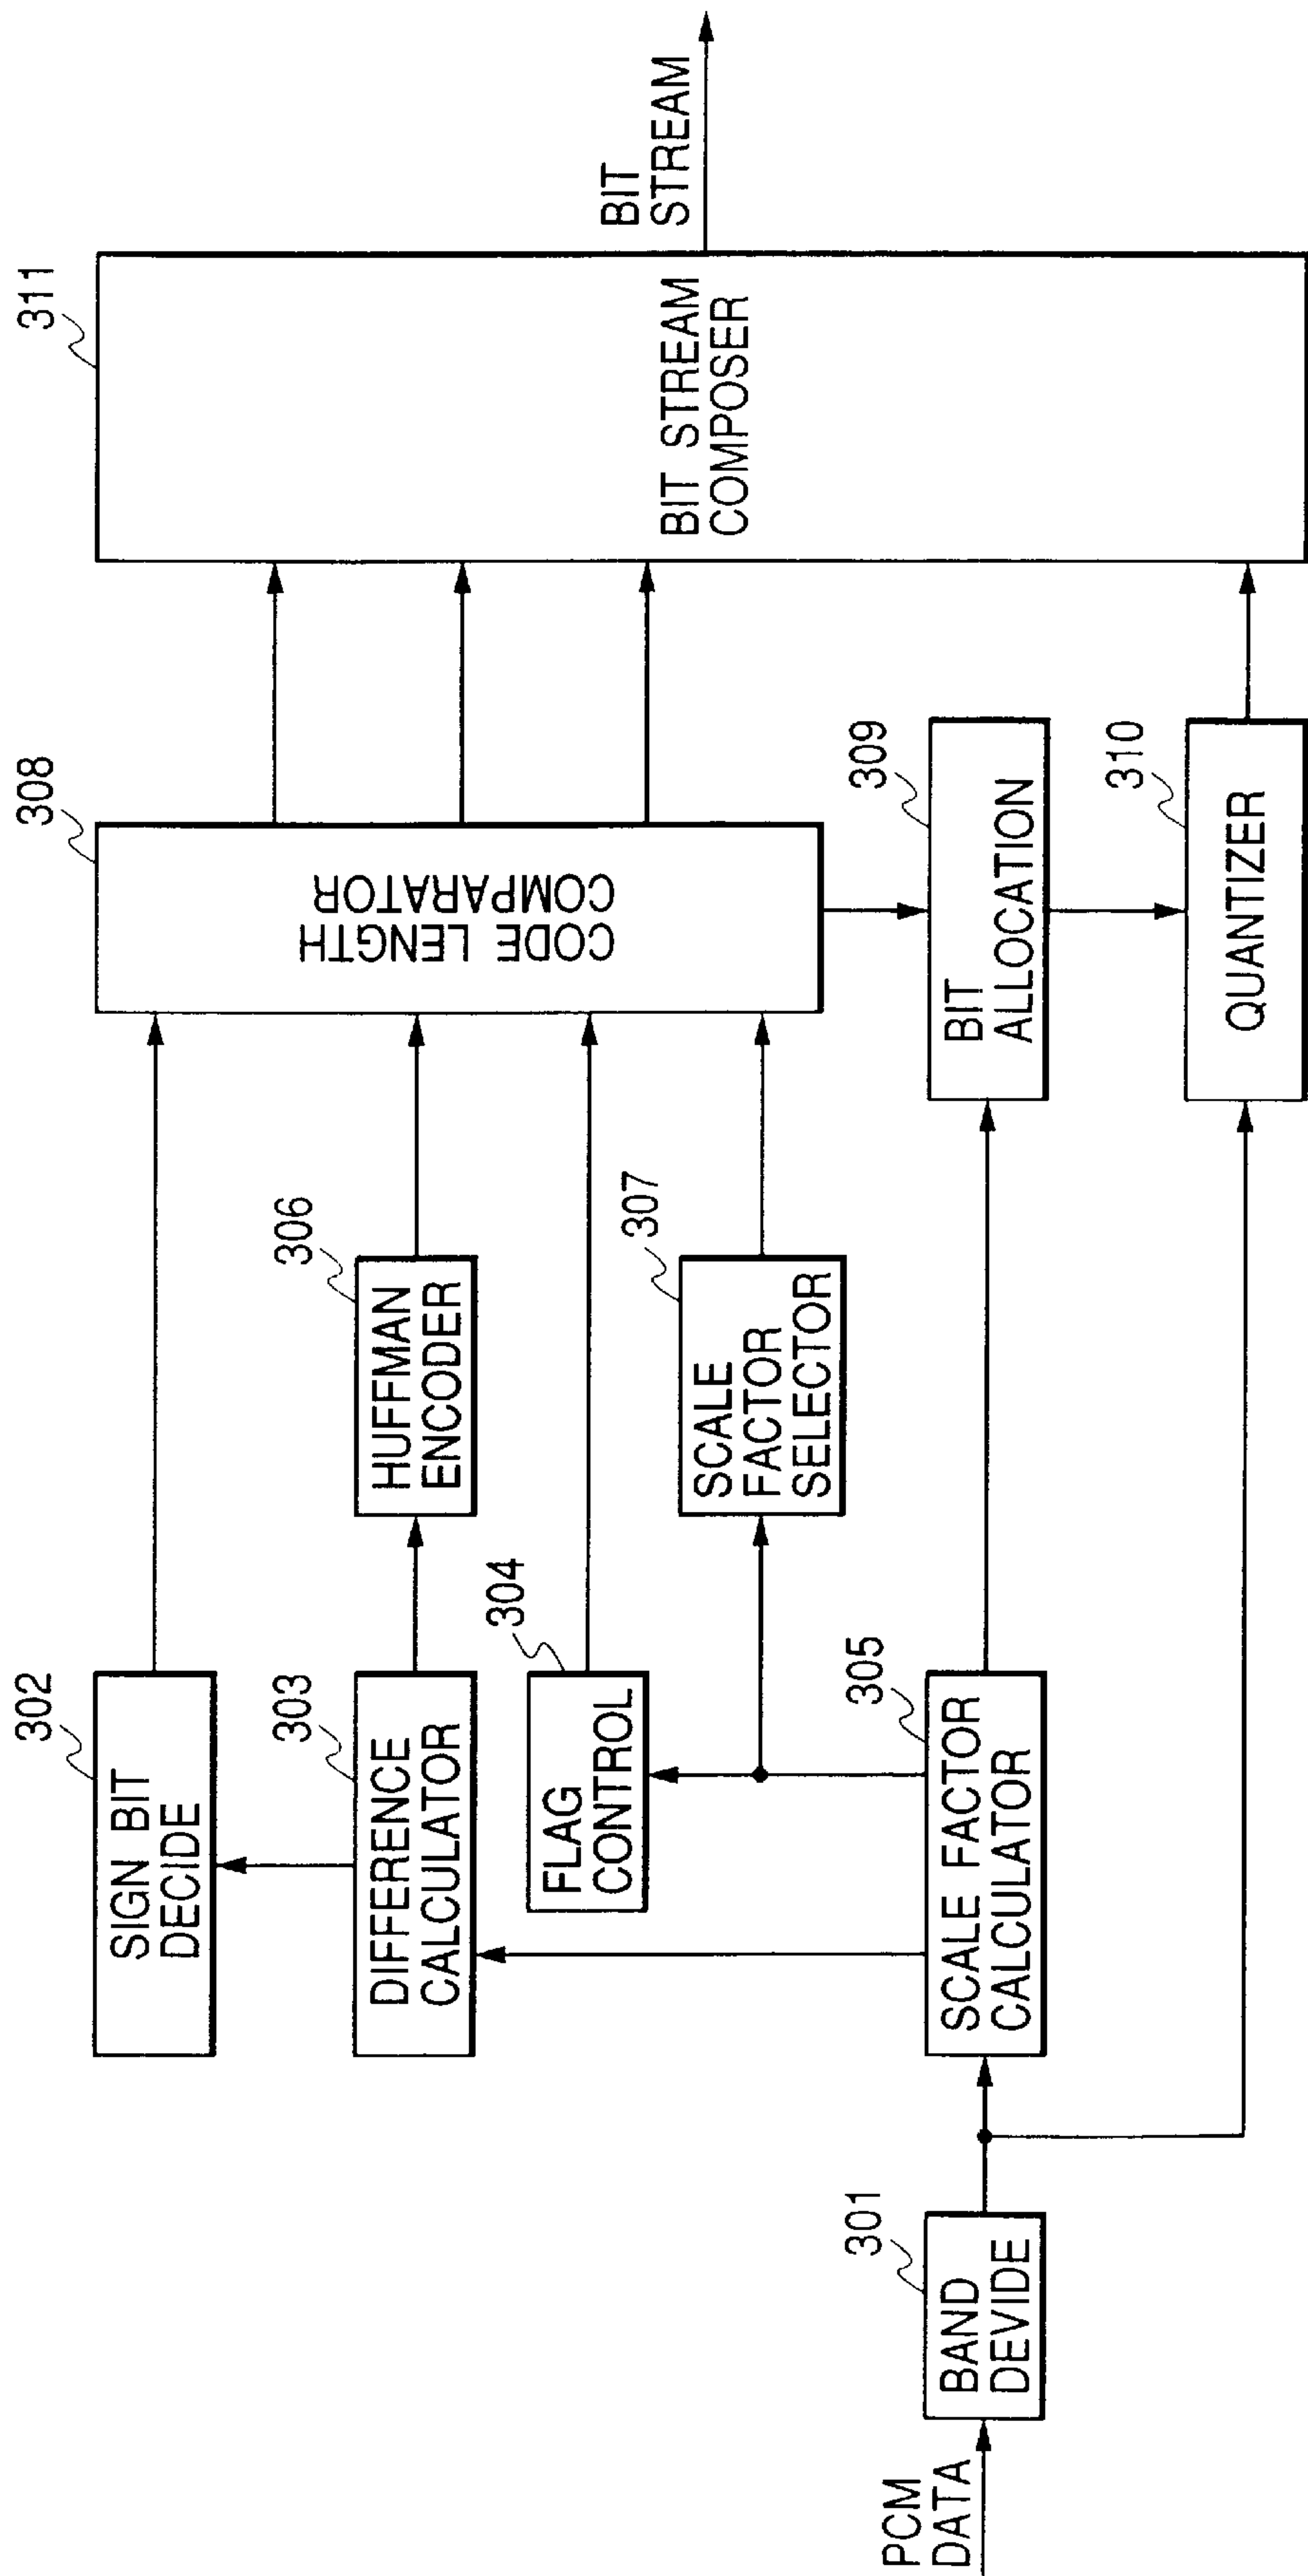 PCM
DATA
301
BAND
DEVIDE
302
SIGN BIT
DECIDE
303
DIFFERENCE
CALCULATOR
304
FLAG
CONTROL
305
SCALE FACTOR
CALCULATOR
306
HUFFMAN
ENCODER
307
SCALE
FACTOR
SELECTOR
308
CODE LENGTH
COMPARATOR
309
BIT
ALLOCATION
310
QUANTIZER
311
BIT STREAM
COMPOSER
BIT
STREAM